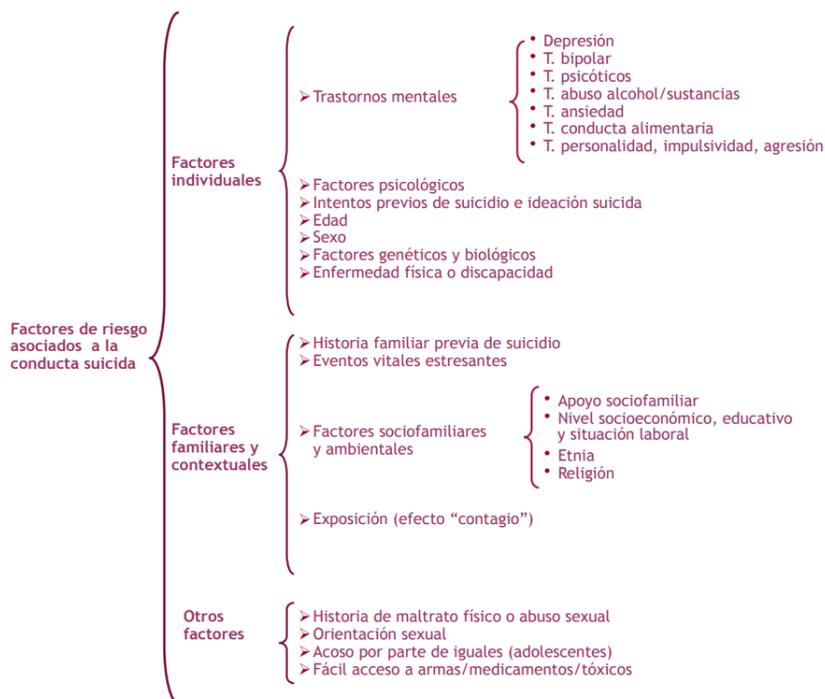 Factores de riesgo
asociados a la
conducta suicida
Factores
individuales
➢ Trastornos mentales
• Depresión
• T. bipolar
• T. psicóticos
• T. abuso alcohol/sustancias
• T. ansiedad
• T. conducta alimentaria
• T. personalidad, impulsividad, agresión
➢ Factores psicológicos
➢ Intentos previos de suicidio e ideación suicida
➢ Edad
➢ Sexo
➢ Factores genéticos y biológicos
➢ Enfermedad física o discapacidad
Factores
familiares y
contextuales
➢ Historia familiar previa de suicidio
➢ Eventos vitales estresantes
➢ Factores sociofamiliares
y ambientales
• Apoyo sociofamiliar
• Nivel socioeconómico, educativo
y situación laboral
• Etnia
• Religión
➢ Exposición (efecto “contagio”)
Otros
factores
➢ Historia de maltrato físico o abuso sexual
➢ Orientación sexual
➢ Acoso por parte de iguales (adolescentes)
➢ Fácil acceso a armas/medicamentos/tóxicos